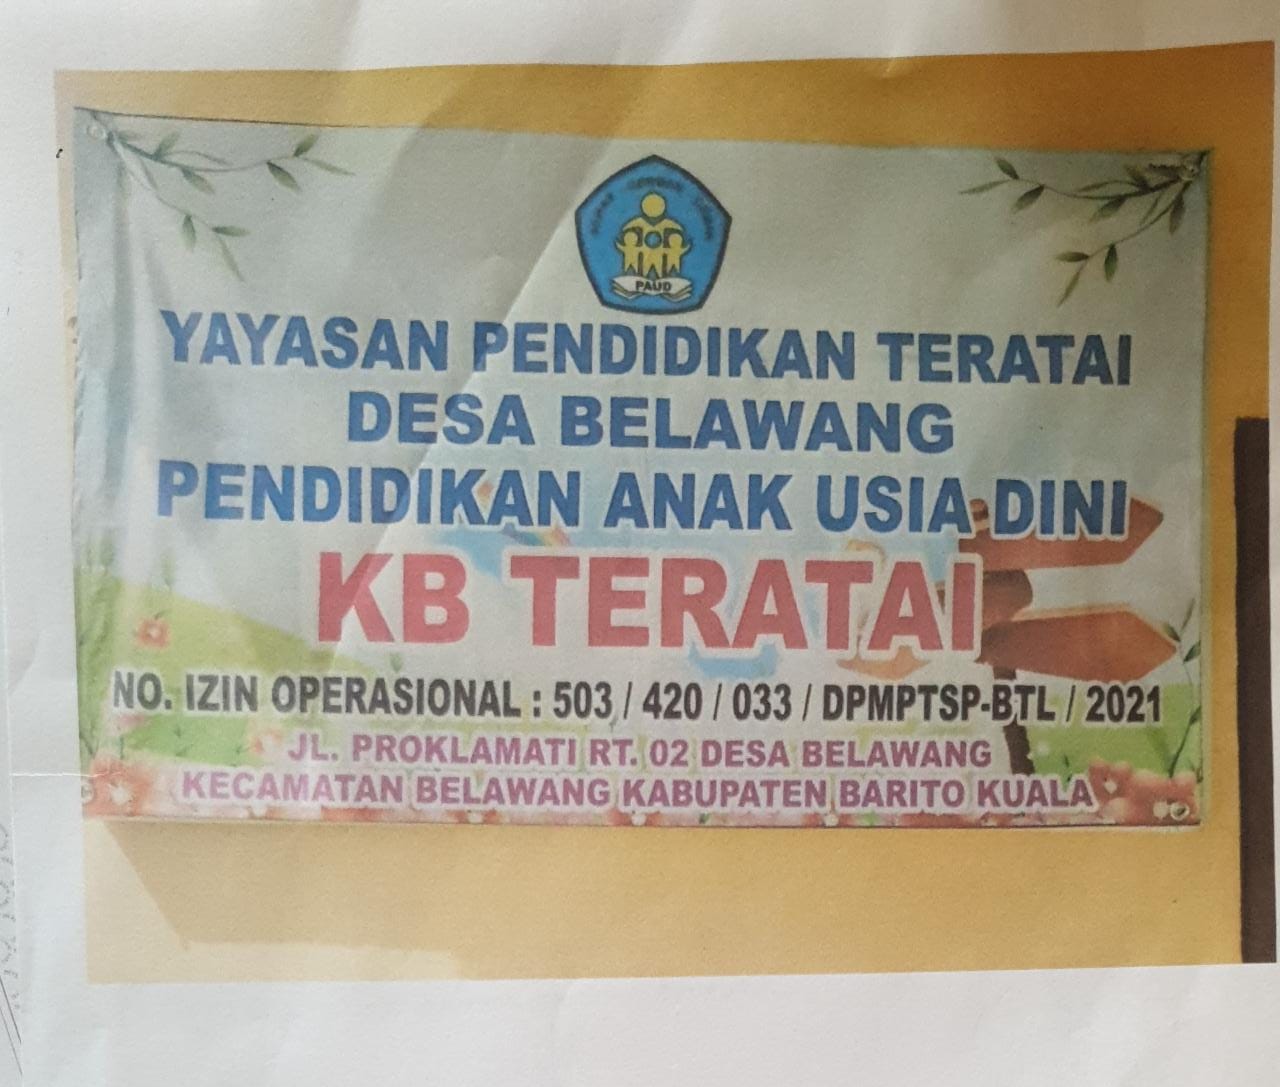 PAUD
YAYASAN PENDIDIKAN TERATAI
DESA BELAWANG
PENDIDIKAN ANAK USIA DINI
KB TERATAI
NO. IZIN OPERASIONAL : 503 / 420 / 033 / DPMPTSP-BTL / 2021
JL. PROKLAMATI RT. 02 DESA BELAWANG
KECAMATAN BELAWANG KABUPATEN BARITO KUALA